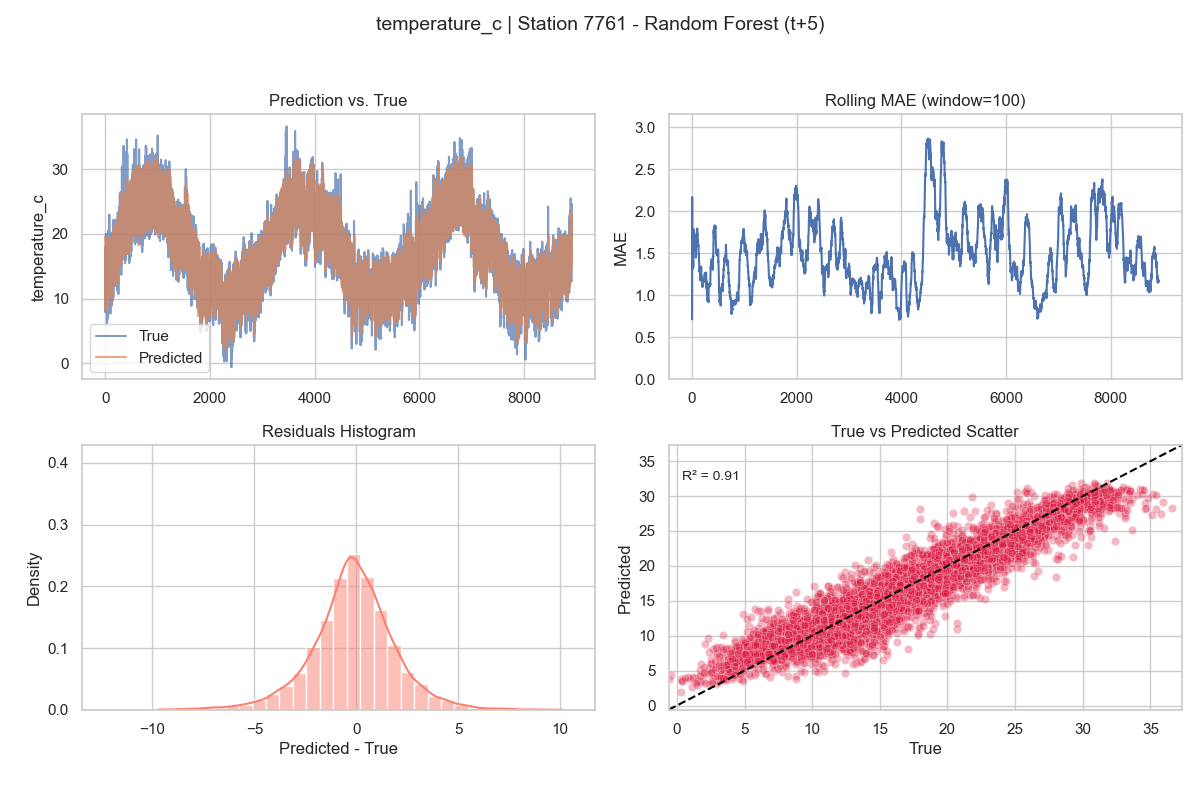 temperature_c | Station 7761 - Random Forest (t+5)
Prediction vs. True
temperature_c
30
20
10
0
True
Predicted
0 2000 4000 6000 8000
Rolling MAE (window=100)
MAE
3.0
2.5
2.0
1.5
1.0
0.5
0.0
0 2000 4000 6000 8000
Residuals Histogram
Density
0.4
0.3
0.2
0.1
0.0
−10 −5 0 5 10
Predicted - True
True vs Predicted Scatter
R² = 0.91
Predicted
35
30
25
20
15
10
5
0
0 5 10 15 20 25 30 35
True